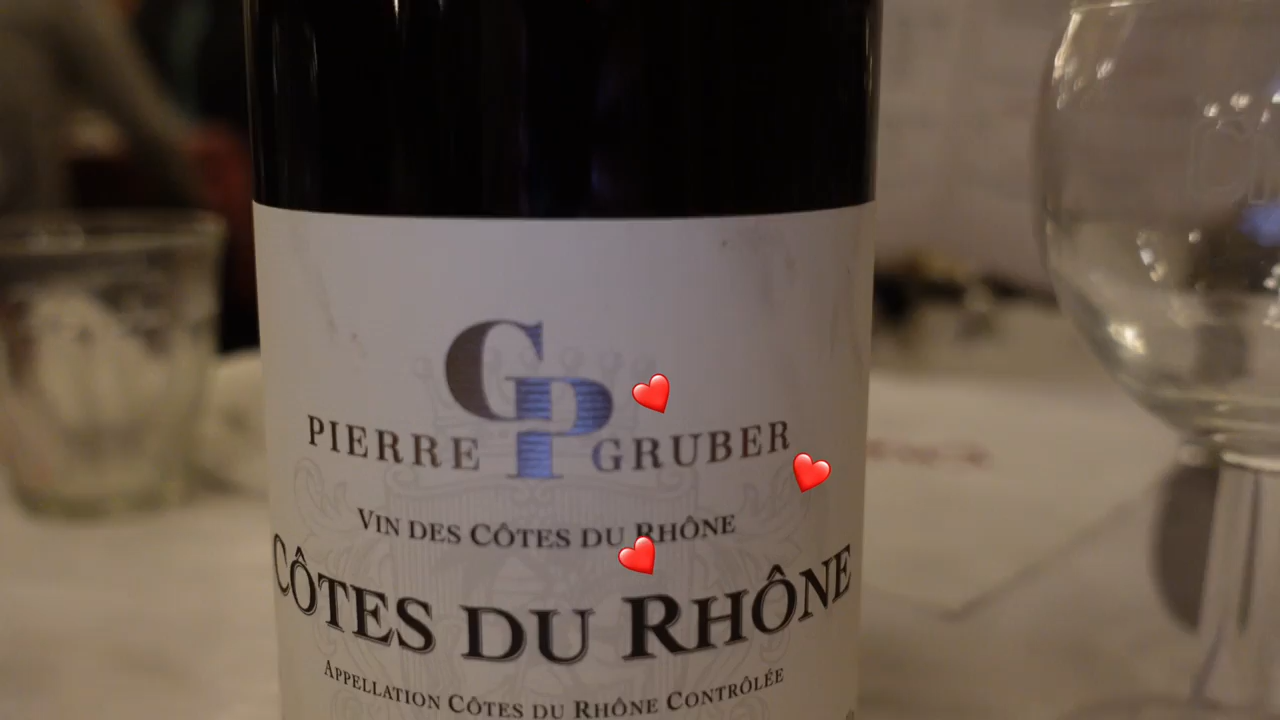 GP
PIERRE GRUBER
VIN DES CÔTES DU RHÔNE
CÔTES DU RHÔNE
APPELLATION CÔTES DU RHÔNE CONTRÔLÉE